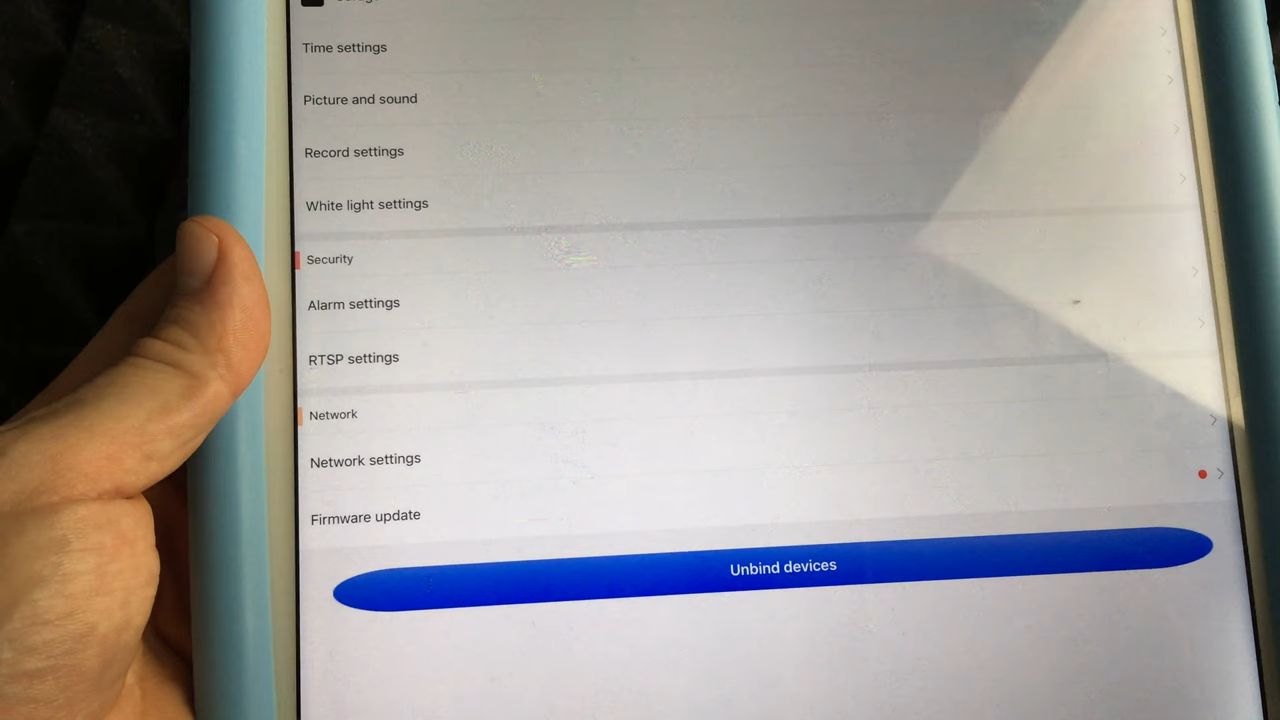 Time settings
Picture and sound
Record settings
White light settings
Security
Alarm settings
RTSP settings
Network
Network settings
Firmware update
Unbind devices